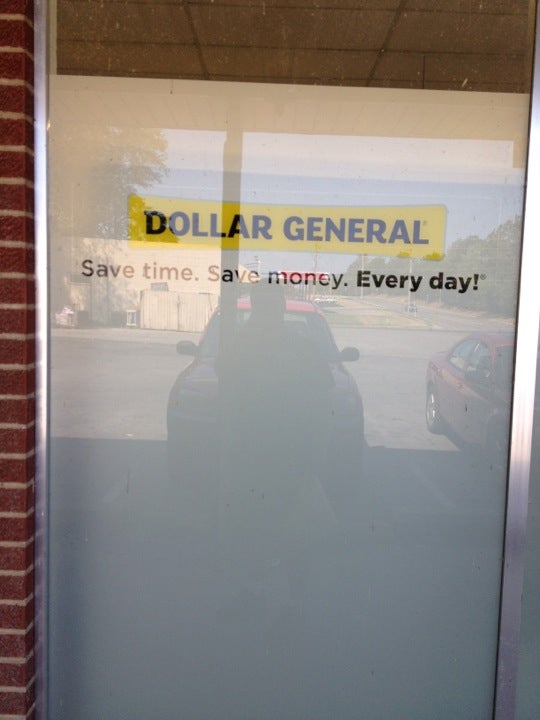 DOLLAR GENERAL®
Save time. Save money. Every day!®